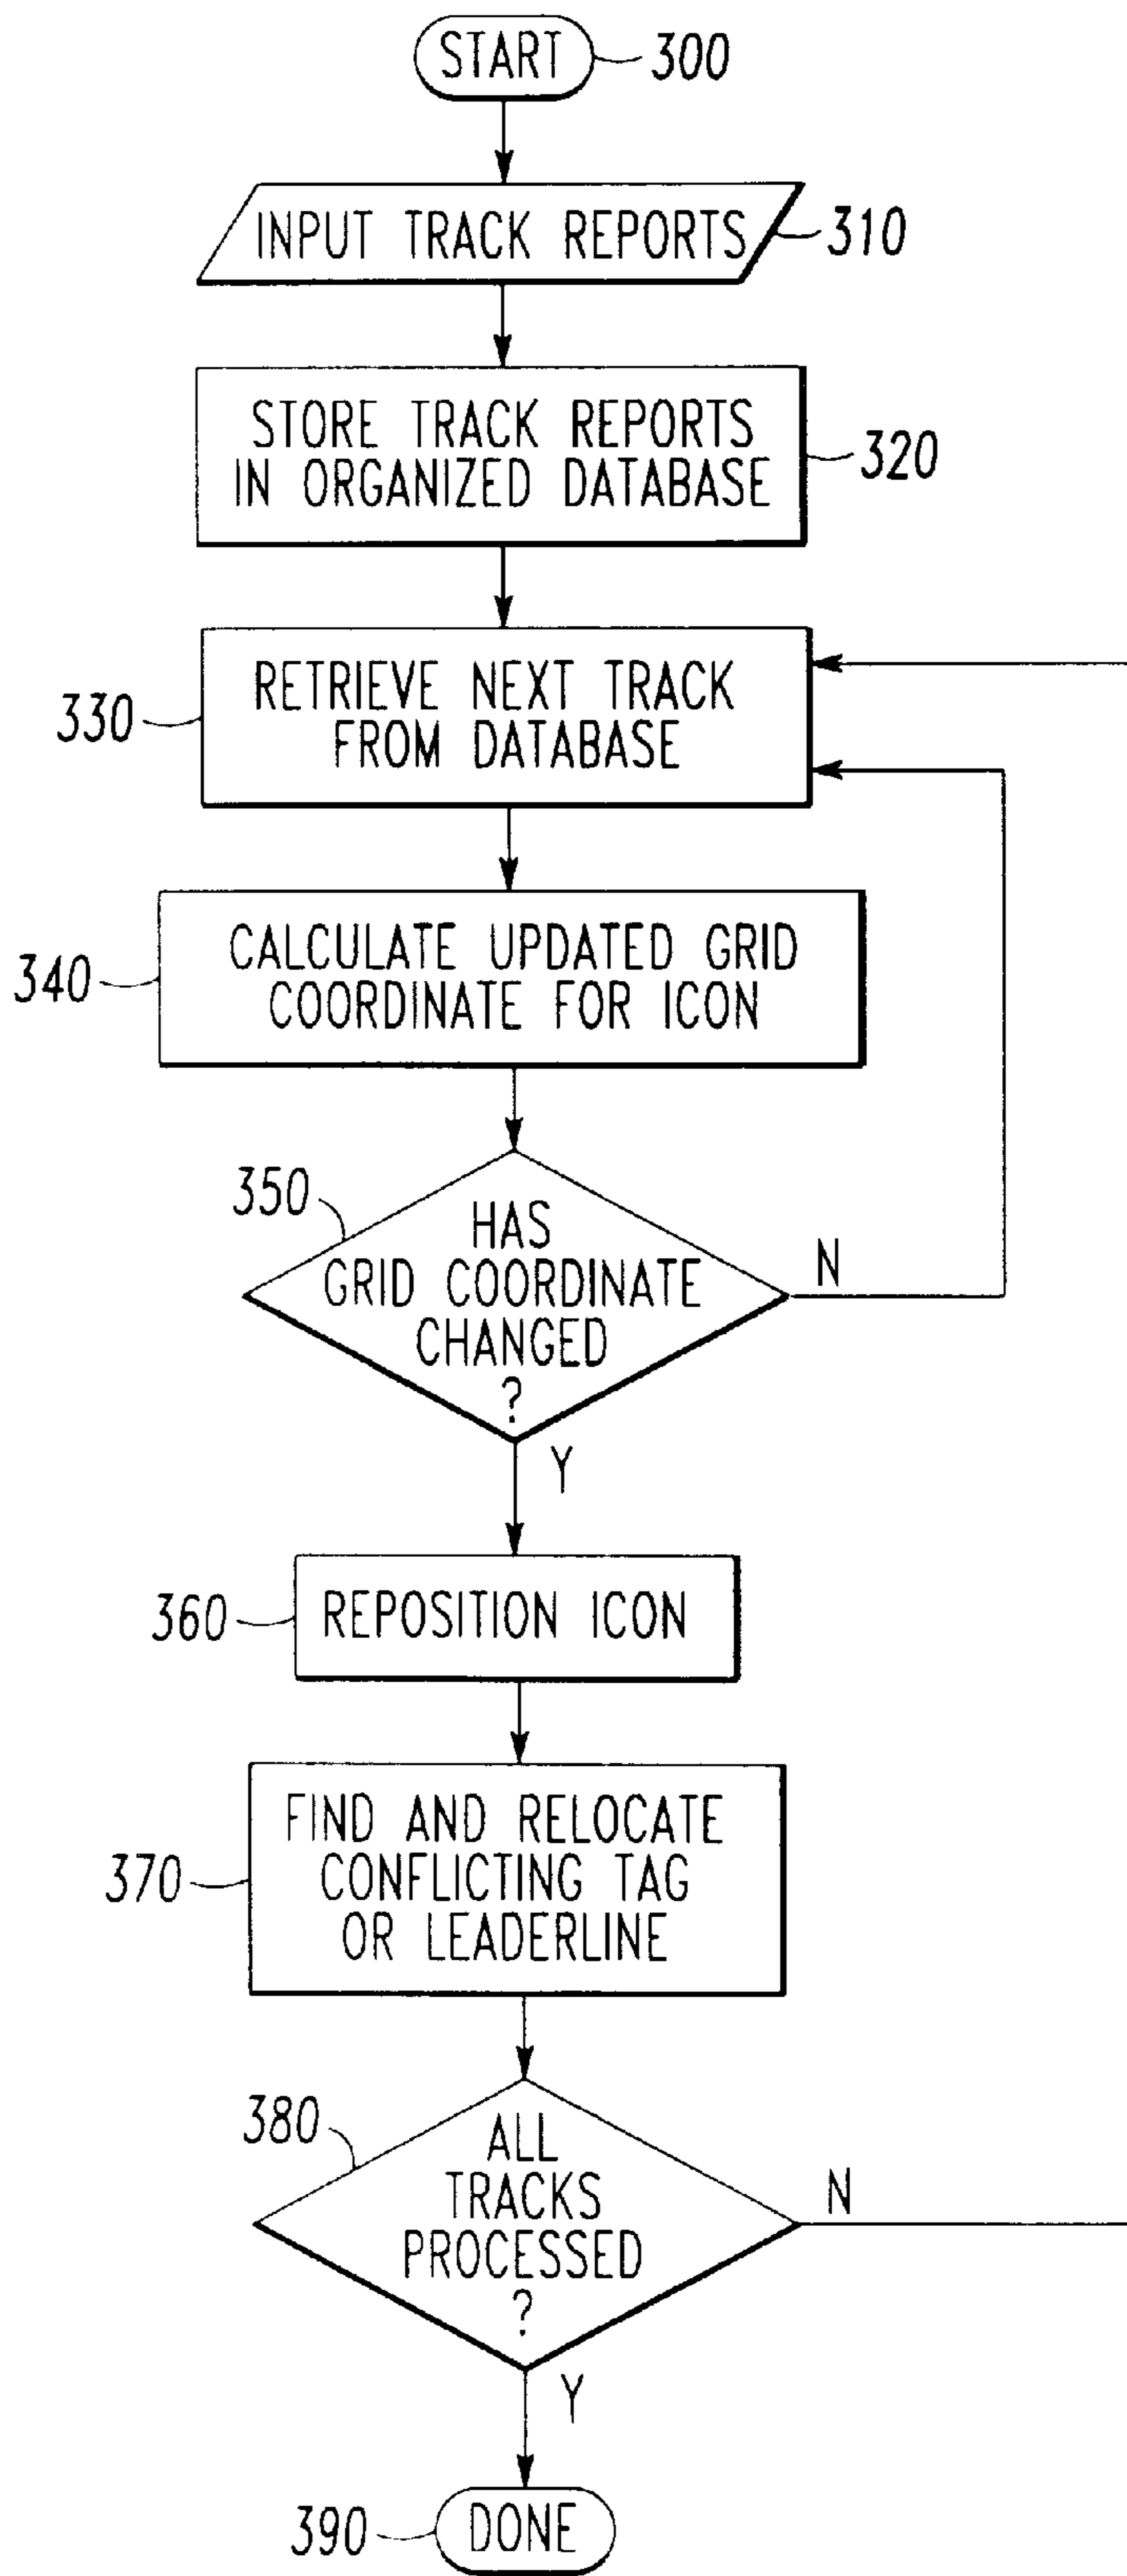 START
300
INPUT TRACK REPORTS
310
STORE TRACK REPORTS
IN ORGANIZED DATABASE
320
RETRIEVE NEXT TRACK
FROM DATABASE
330
CALCULATE UPDATED GRID
COORDINATE FOR ICON
340
350
HAS
GRID COORDINATE
CHANGED
?
N
Y
360
REPOSITION ICON
370
FIND AND RELOCATE
CONFLICTING TAG
OR LEADERLINE
380
ALL
TRACKS
PROCESSED
?
N
Y
390
DONE